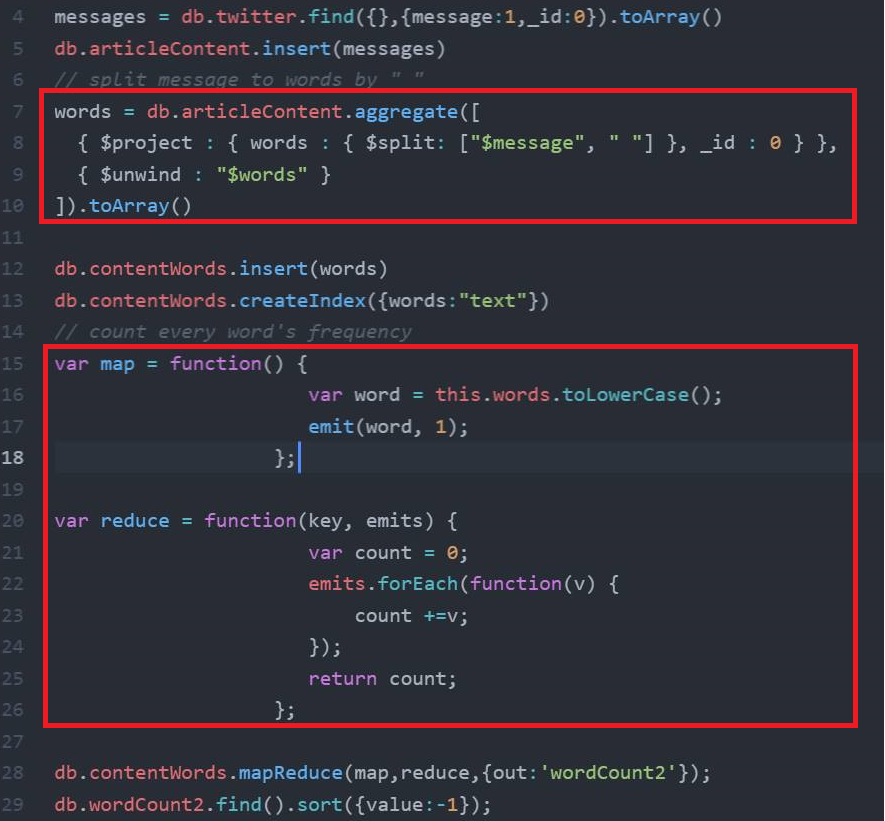 4 messages = db.twitter.find({},{message:1,_id:0}).toArray()
5 db.articleContent.insert(messages)
6 // split message to words by " "
7 words = db.articleContent.aggregate([
8 { $project : { words : { $split: ["$message", " "] }, _id : 0 } },
9 { $unwind : "$words" }
10 ]).toArray()
11
12 db.contentWords.insert(words)
13 db.contentWords.createIndex({words:"text"})
14 // count every word's frequency
15 var map = function() {
16 var word = this.words.toLowerCase();
17 emit(word, 1);
18 };
19
20 var reduce = function(key, emits) {
21 var count = 0;
22 emits.forEach(function(v) {
23 count +=v;
24 });
25 return count;
26 };
27
28 db.contentWords.mapReduce(map,reduce,{out:'wordCount2'});
29 db.wordCount2.find().sort({value:-1});